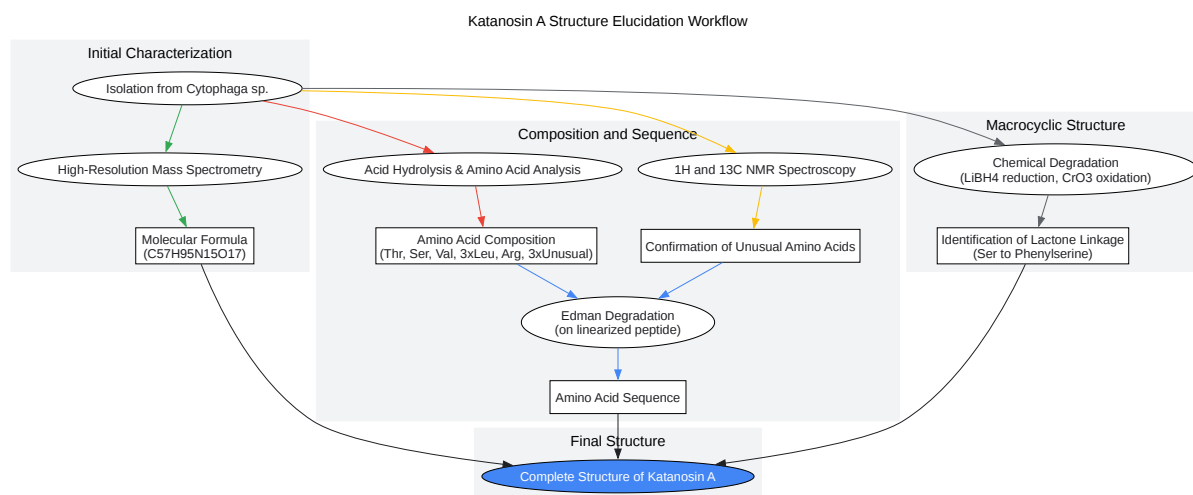 Katanosin A Structure Elucidation Workflow
Initial Characterization
Isolation from Cytophaga sp.
High-Resolution Mass Spectrometry
Molecular Formula
(C57H95N15O17)
Composition and Sequence
Acid Hydrolysis & Amino Acid Analysis
1H and 13C NMR Spectroscopy
Amino Acid Composition
(Thr, Ser, Val, 3xLeu, Arg, 3xUnusual)
Confirmation of Unusual Amino Acids
Edman Degradation
(on linearized peptide)
Amino Acid Sequence
Macrocyclic Structure
Chemical Degradation
(LiBH4 reduction, CrO3 oxidation)
Identification of Lactone Linkage
(Ser to Phenylserine)
Final Structure
Complete Structure of Katanosin A